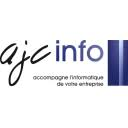 ajc info
accompagne l'informatique
de votre entreprise